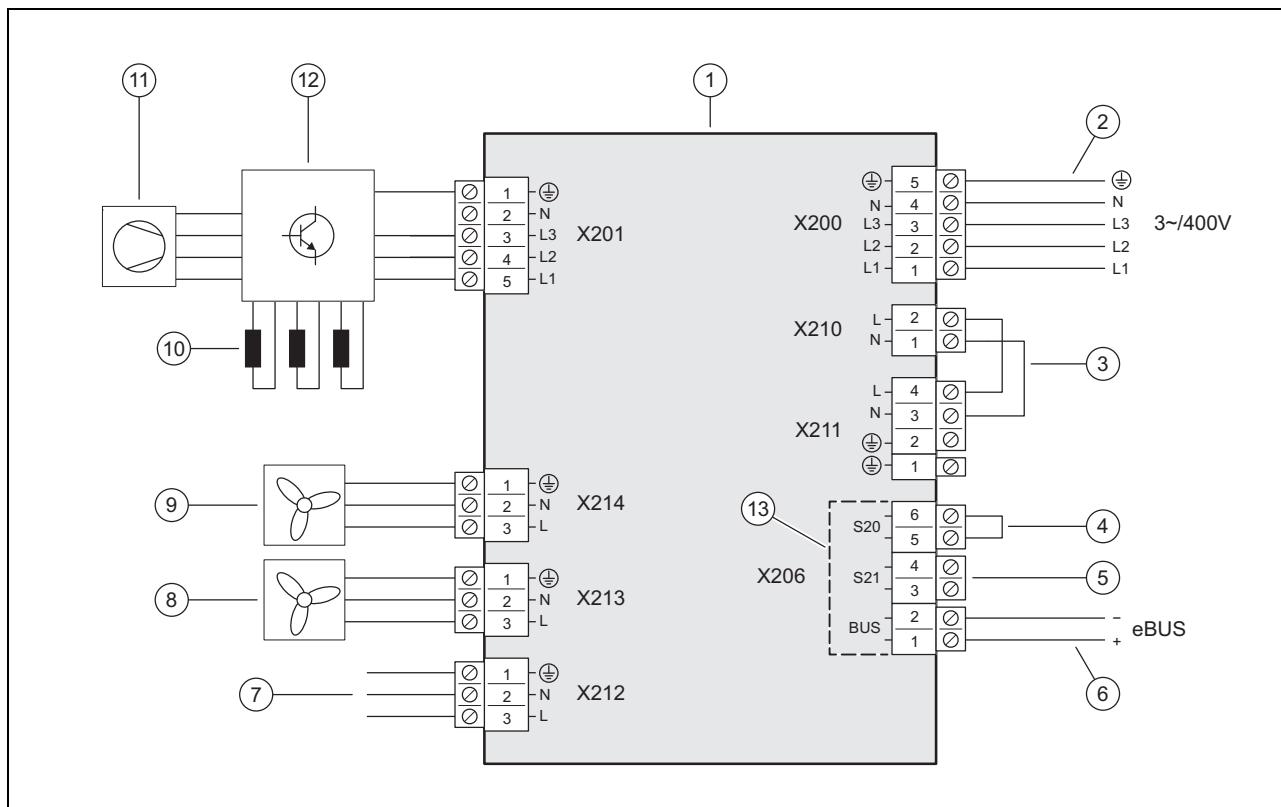 11
12
1
2
1
2 N
3 L3
4 L2
5 L1
X201
X200
5
N 4 N
L3 3 L3
L2 2 L2
L1 1 L1
3~/400V
10
X210
L 2
N 1
3
X211
L 4
N 3
2
1
9
1
2 N
3 L
X214
8
1
2 N
3 L
X213
7
1
2 N
3 L
X212
13
X206
S20
6
5
4
S21
4
3
5
BUS
2 –
1 +
eBUS
6